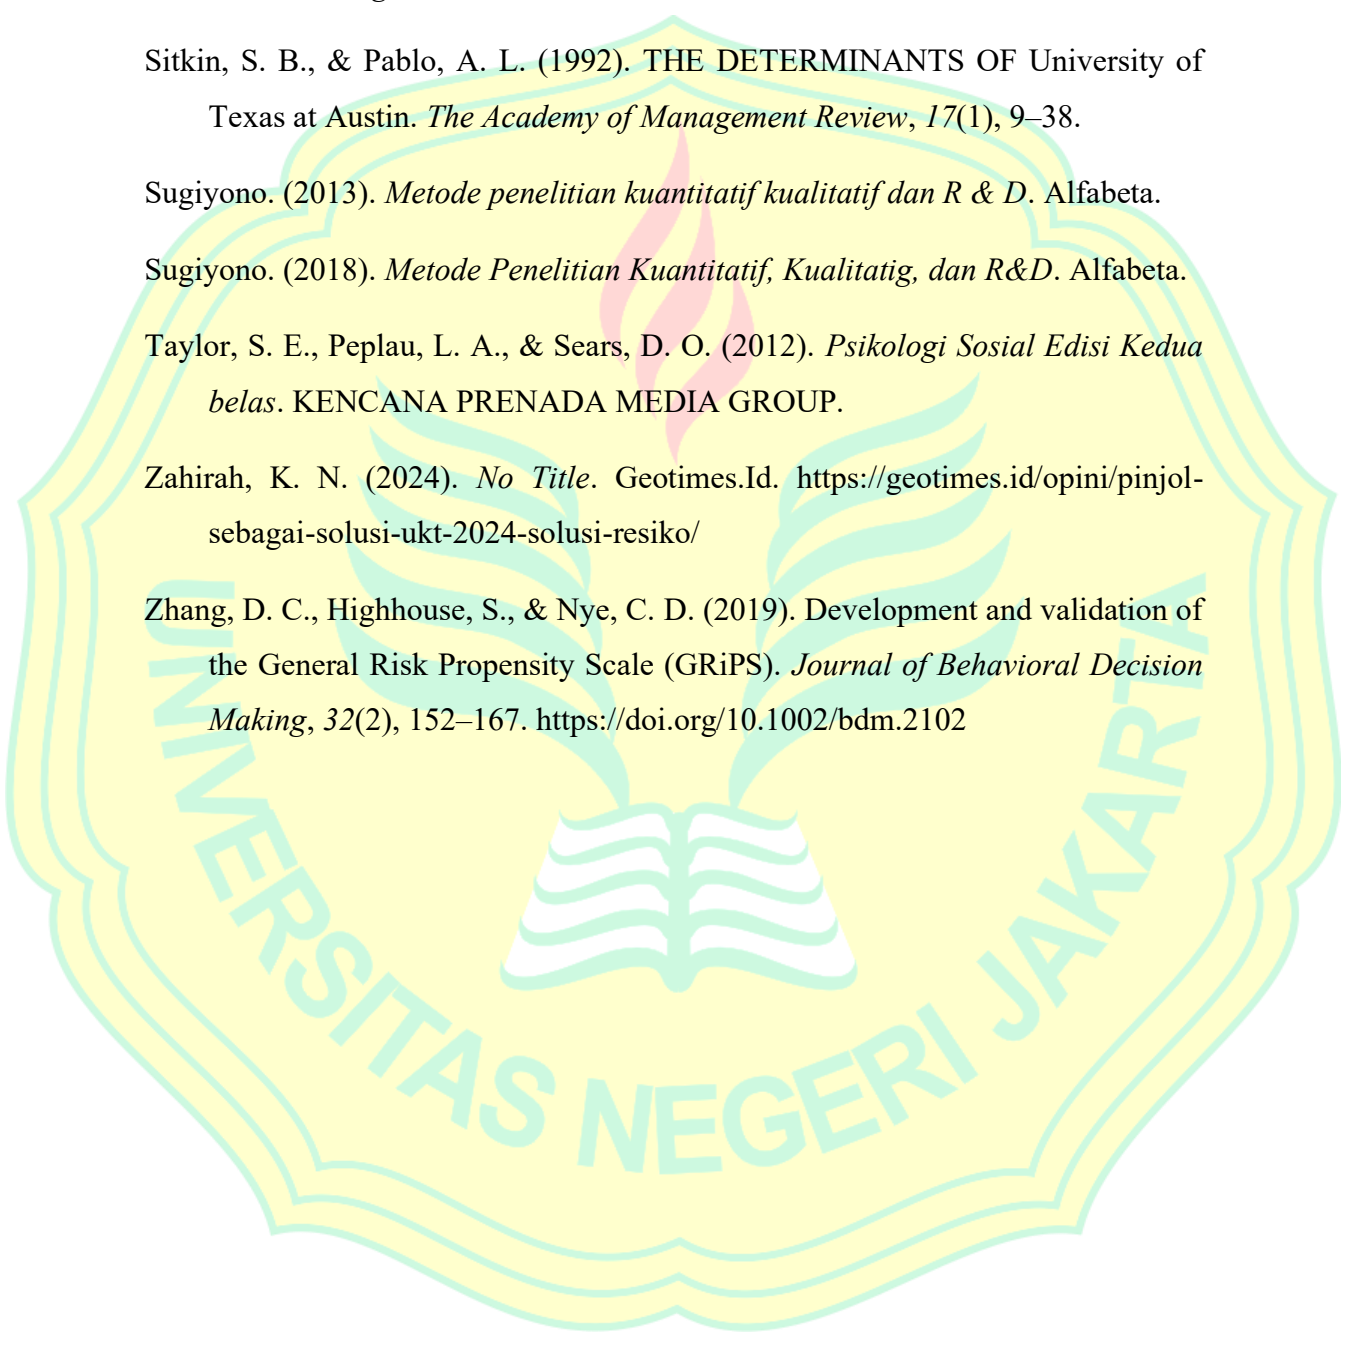 Sitkin, S. B., & Pablo, A. L. (1992). THE DETERMINANTS OF University of
Texas at Austin. The Academy of Management Review, 17(1), 9–38.
Sugiyono. (2013). Metode penelitian kuantitatif kualitatif dan R & D. Alfabeta.
Sugiyono. (2018). Metode Penelitian Kuantitatif, Kualitatig, dan R&D. Alfabeta.
Taylor, S. E., Peplau, L. A., & Sears, D. O. (2012). Psikologi Sosial Edisi Kedua
belas. KENCANA PRENADA MEDIA GROUP.
Zahirah, K. N. (2024). No Title. Geotimes.Id. https://geotimes.id/opini/pinjol-
sebagai-solusi-ukt-2024-solusi-resiko/
Zhang, D. C., Highhouse, S., & Nye, C. D. (2019). Development and validation of
the General Risk Propensity Scale (GRiPS). Journal of Behavioral Decision
Making, 32(2), 152–167. https://doi.org/10.1002/bdm.2102
UNIVERSITAS NEGERI JAKARTA